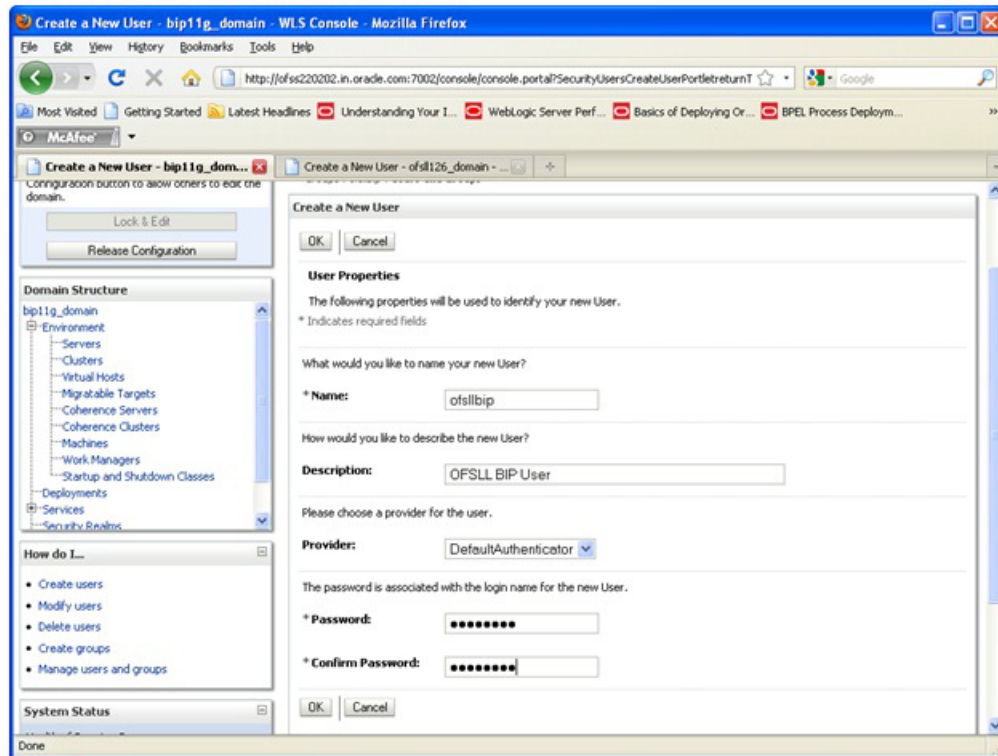 Create a New User - bip11g_domain - WLS Console - Mozilla Firefox
File Edit View History Bookmarks Tools Help
http://ofss220202.in.oracle.com:7002/console/console.portal?SecurityUsersCreateUserPortletreturnT
Google
Most Visited Getting Started Latest Headlines Understanding Your I... WebLogic Server Perf... Basics of Deploying Or... BPEL Process Deploym...
McAfee
Create a New User - bip11g_dom... Create a New User - ofsll126_domain - ...
Configuration button to allow others to edit the
domain.
Lock & Edit
Release Configuration
Domain Structure
bip11g_domain
Environment
Servers
Clusters
Virtual Hosts
Migratable Targets
Coherence Servers
Coherence Clusters
Machines
Work Managers
Startup and Shutdown Classes
Deployments
Services
Security Realms
How do I...
Create users
Modify users
Delete users
Create groups
Manage users and groups
System Status
Create a New User
OK Cancel
User Properties
The following properties will be used to identify your new User.
* Indicates required fields
What would you like to name your new User?
* Name: ofsllbip
How would you like to describe the new User?
Description: OFSLL BIP User
Please choose a provider for the user.
Provider: DefaultAuthenticator
The password is associated with the login name for the new User.
* Password: ●●●●●●●●
* Confirm Password: ●●●●●●●●
OK Cancel
Done